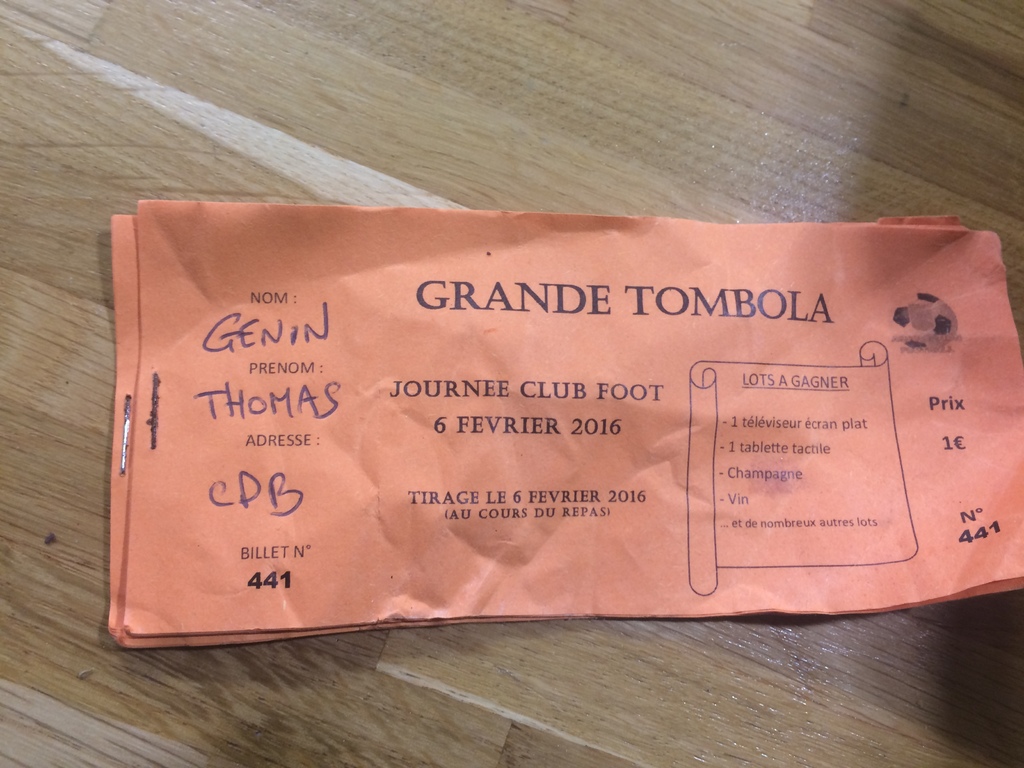 NOM :
GENIN
PRENOM :
THOMAS
ADRESSE :
CPB
BILLET N°
441
GRANDE TOMBOLA
JOURNEE CLUB FOOT
6 FEVRIER 2016
TIRAGE LE 6 FEVRIER 2016
(AU COURS DU REPAS)
LOTS A GAGNER
- 1 téléviseur écran plat
- 1 tablette tactile
- Champagne
- Vin
... et de nombreux autres lots
Prix
1€
N°
441